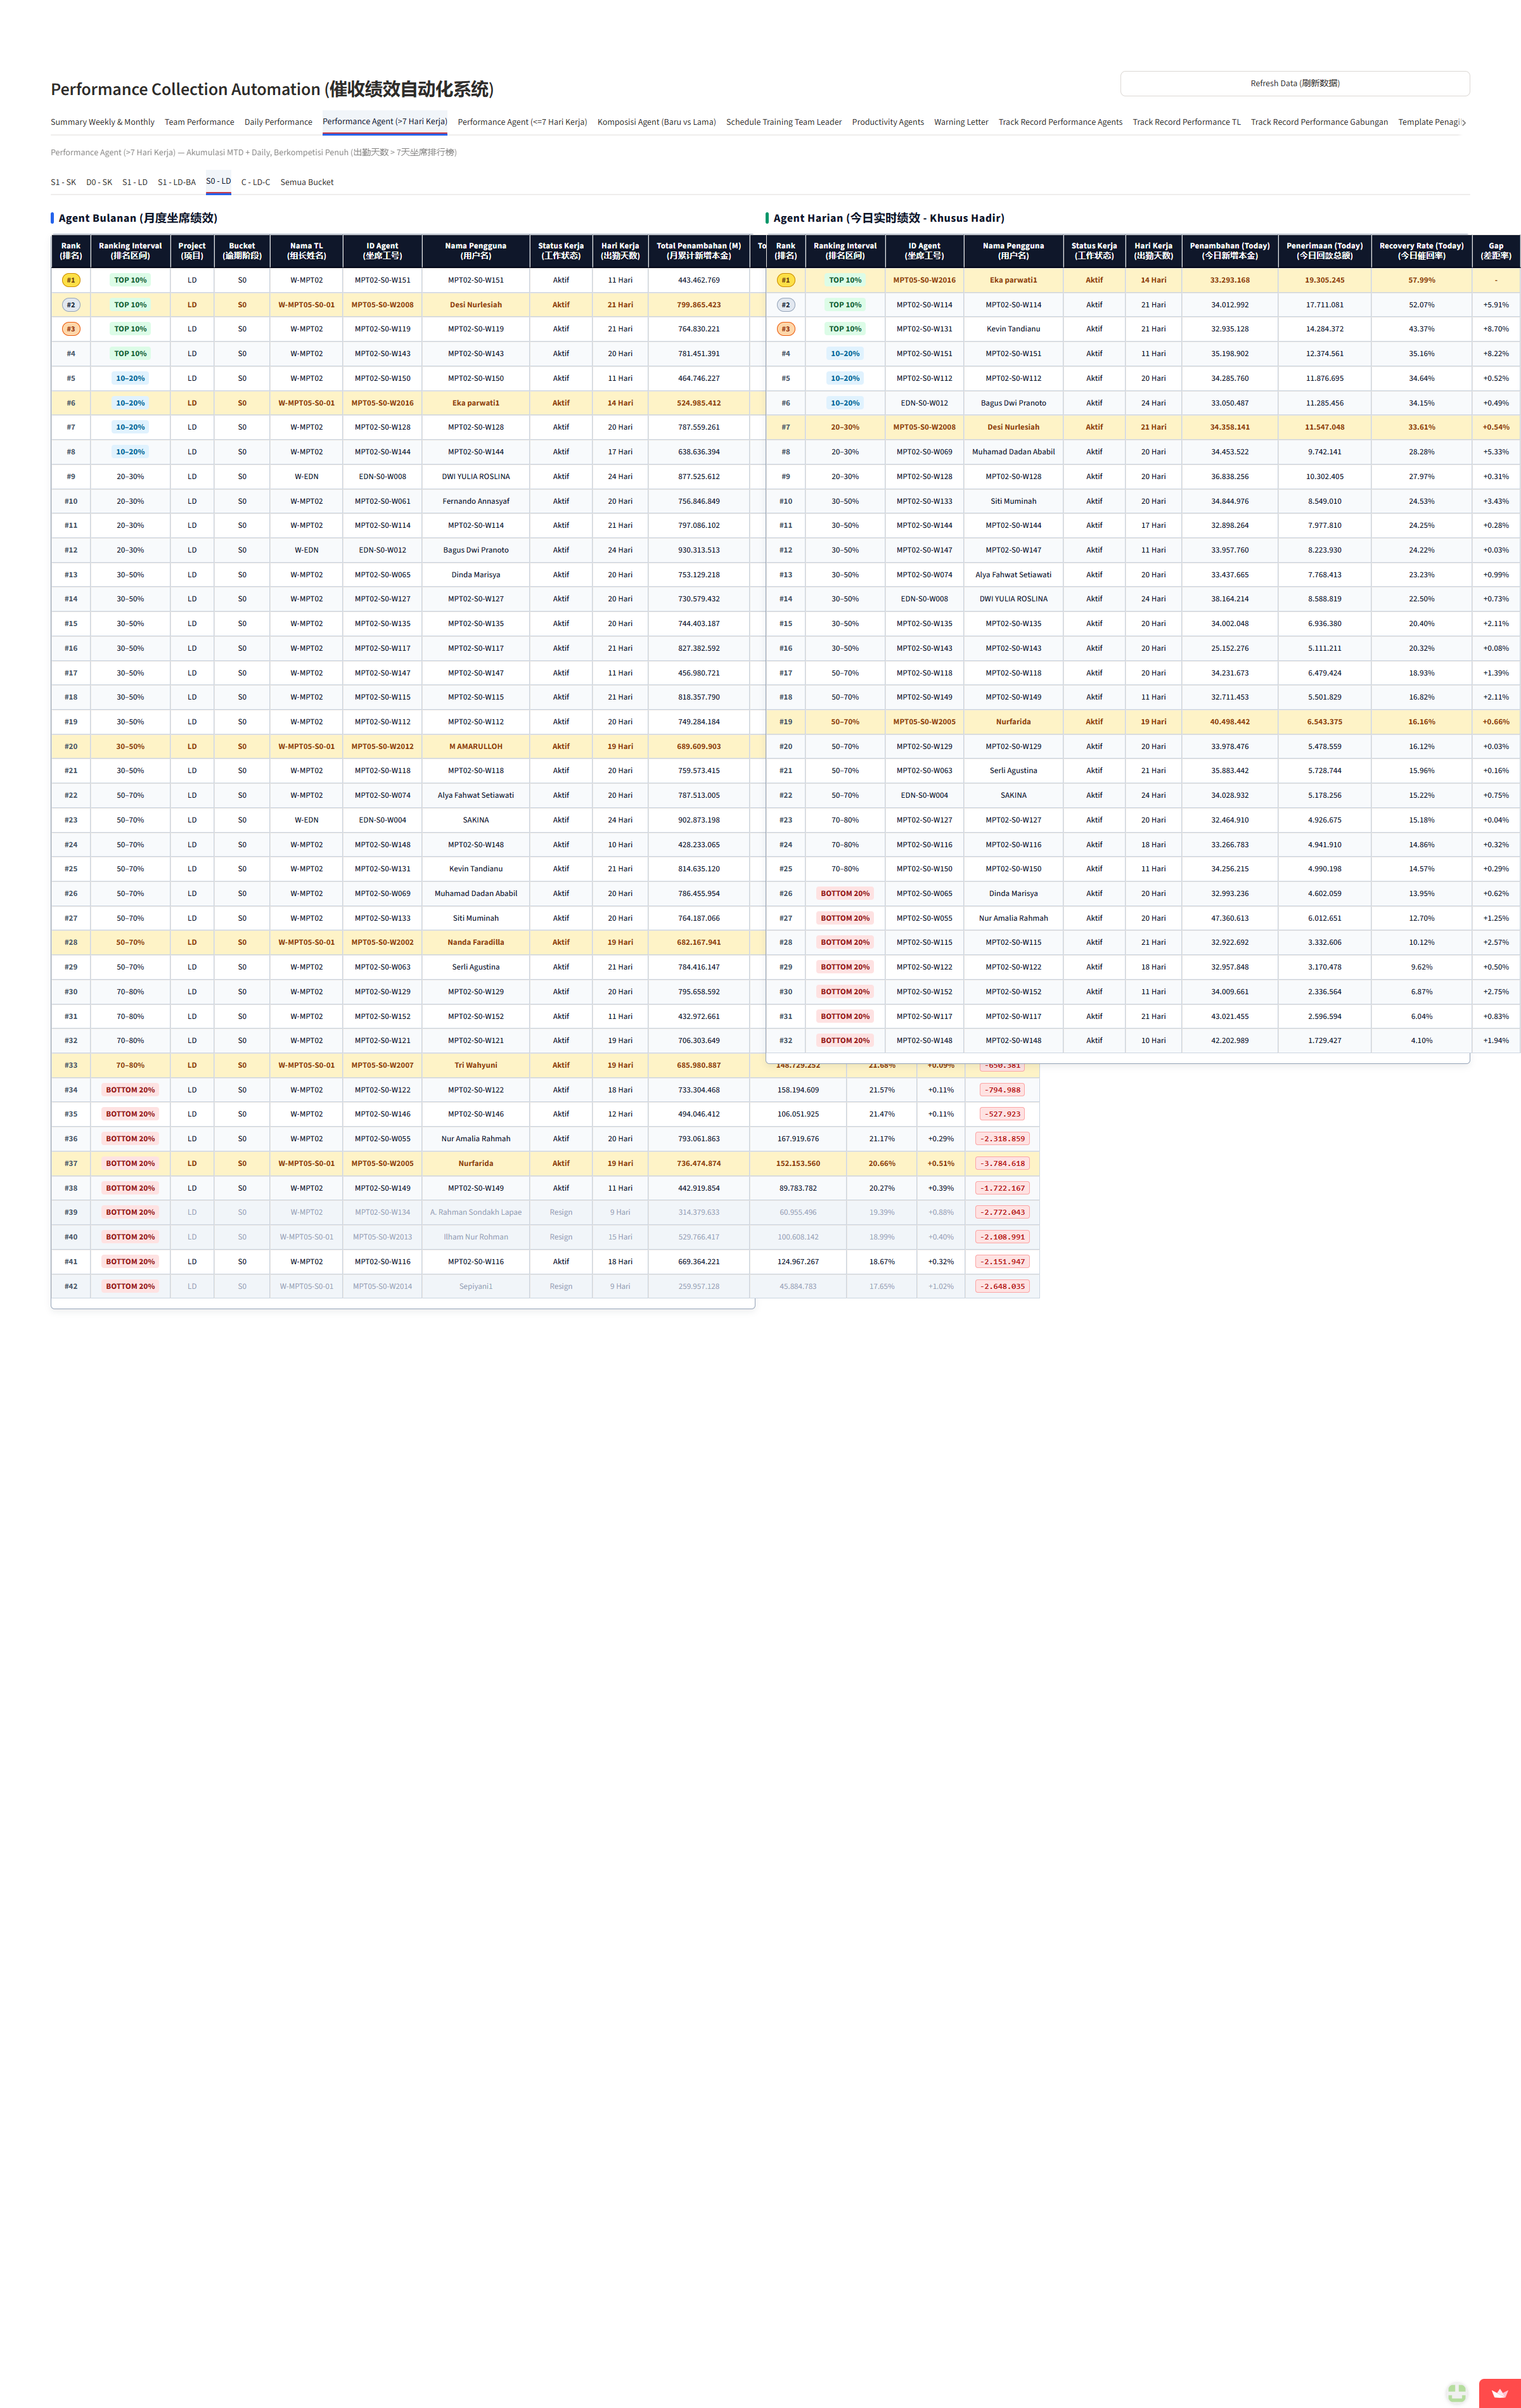 Performance Collection Automation (催收绩效自动化系统)
Refresh Data (刷新数据)
Summary Weekly & Monthly Team Performance Daily Performance Performance Agent (>7 Hari Kerja) Performance Agent (<=7 Hari Kerja) Komposisi Agent (Baru vs Lama) Schedule Training Team Leader Productivity Agents Warning Letter Track Record Performance Agents Track Record Performance TL Track Record Performance Gabungan Template Penagi
Performance Agent (>7 Hari Kerja) — Akumulasi MTD + Daily, Berkompetisi Penuh (出勤天数 > 7天坐席排行榜)
S1 - SK D0 - SK S1 - LD S1 - LD-BA S0 - LD C - LD-C Semua Bucket
Agent Bulanan (月度坐席绩效)
Rank Ranking Interval Project Bucket Nama TL ID Agent Nama Pengguna Status Kerja Hari Kerja Total Penambahan (M) To
(排名) (排名区间) (项目) (逾期阶段) (组长姓名) (坐席工号) (用户名) (工作状态) (出勤天数) (月累计新增本金)
#1 TOP 10% LD S0 W-MPT02 MPT02-S0-W151 MPT02-S0-W151 Aktif 11 Hari 443.462.769
#2 TOP 10% LD S0 W-MPT05-S0-01 MPT05-S0-W2008 Desi Nurlesiah Aktif 21 Hari 799.865.423
#3 TOP 10% LD S0 W-MPT02 MPT02-S0-W119 MPT02-S0-W119 Aktif 21 Hari 764.830.221
#4 TOP 10% LD S0 W-MPT02 MPT02-S0-W143 MPT02-S0-W143 Aktif 20 Hari 781.451.391
#5 10–20% LD S0 W-MPT02 MPT02-S0-W150 MPT02-S0-W150 Aktif 11 Hari 464.746.227
#6 10–20% LD S0 W-MPT05-S0-01 MPT05-S0-W2016 Eka parwati1 Aktif 14 Hari 524.985.412
#7 10–20% LD S0 W-MPT02 MPT02-S0-W128 MPT02-S0-W128 Aktif 20 Hari 787.559.261
#8 10–20% LD S0 W-MPT02 MPT02-S0-W144 MPT02-S0-W144 Aktif 17 Hari 638.636.394
#9 20–30% LD S0 W-EDN EDN-S0-W008 DWI YULIA ROSLINA Aktif 24 Hari 877.525.612
#10 20–30% LD S0 W-MPT02 MPT02-S0-W061 Fernando Annasyaf Aktif 20 Hari 756.846.849
#11 20–30% LD S0 W-MPT02 MPT02-S0-W114 MPT02-S0-W114 Aktif 21 Hari 797.086.102
#12 20–30% LD S0 W-EDN EDN-S0-W012 Bagus Dwi Pranoto Aktif 24 Hari 930.313.513
#13 30–50% LD S0 W-MPT02 MPT02-S0-W065 Dinda Marisya Aktif 20 Hari 753.129.218
#14 30–50% LD S0 W-MPT02 MPT02-S0-W127 MPT02-S0-W127 Aktif 20 Hari 730.579.432
#15 30–50% LD S0 W-MPT02 MPT02-S0-W135 MPT02-S0-W135 Aktif 20 Hari 744.403.187
#16 30–50% LD S0 W-MPT02 MPT02-S0-W117 MPT02-S0-W117 Aktif 21 Hari 827.382.592
#17 30–50% LD S0 W-MPT02 MPT02-S0-W147 MPT02-S0-W147 Aktif 11 Hari 456.980.721
#18 30–50% LD S0 W-MPT02 MPT02-S0-W115 MPT02-S0-W115 Aktif 21 Hari 818.357.790
#19 30–50% LD S0 W-MPT02 MPT02-S0-W112 MPT02-S0-W112 Aktif 20 Hari 749.284.184
#20 30–50% LD S0 W-MPT05-S0-01 MPT05-S0-W2012 M AMARULLOH Aktif 19 Hari 689.609.903
#21 30–50% LD S0 W-MPT02 MPT02-S0-W118 MPT02-S0-W118 Aktif 20 Hari 759.573.415
#22 50–70% LD S0 W-MPT02 MPT02-S0-W074 Alya Fahwat Setiawati Aktif 20 Hari 787.513.005
#23 50–70% LD S0 W-EDN EDN-S0-W004 SAKINA Aktif 24 Hari 902.873.198
#24 50–70% LD S0 W-MPT02 MPT02-S0-W148 MPT02-S0-W148 Aktif 10 Hari 428.233.065
#25 50–70% LD S0 W-MPT02 MPT02-S0-W131 Kevin Tandianu Aktif 21 Hari 814.635.120
#26 50–70% LD S0 W-MPT02 MPT02-S0-W069 Muhamad Dadan Ababil Aktif 20 Hari 786.455.954
#27 50–70% LD S0 W-MPT02 MPT02-S0-W133 Siti Muminah Aktif 20 Hari 764.187.066
#28 50–70% LD S0 W-MPT05-S0-01 MPT05-S0-W2002 Nanda Faradilla Aktif 19 Hari 682.167.941
#29 50–70% LD S0 W-MPT02 MPT02-S0-W063 Serli Agustina Aktif 21 Hari 784.416.147
#30 70–80% LD S0 W-MPT02 MPT02-S0-W129 MPT02-S0-W129 Aktif 20 Hari 795.658.592
#31 70–80% LD S0 W-MPT02 MPT02-S0-W152 MPT02-S0-W152 Aktif 11 Hari 432.972.661
#32 70–80% LD S0 W-MPT02 MPT02-S0-W121 MPT02-S0-W121 Aktif 19 Hari 706.303.649
#33 70–80% LD S0 W-MPT05-S0-01 MPT05-S0-W2007 Tri Wahyuni Aktif 19 Hari 685.980.887 148.729.252 21.68% +0.09% -650.381
#34 BOTTOM 20% LD S0 W-MPT02 MPT02-S0-W122 MPT02-S0-W122 Aktif 18 Hari 733.304.468 158.194.609 21.57% +0.11% -794.988
#35 BOTTOM 20% LD S0 W-MPT02 MPT02-S0-W146 MPT02-S0-W146 Aktif 12 Hari 494.046.412 106.051.925 21.47% +0.11% -527.923
#36 BOTTOM 20% LD S0 W-MPT02 MPT02-S0-W055 Nur Amalia Rahmah Aktif 20 Hari 793.061.863 167.919.676 21.17% +0.29% -2.318.859
#37 BOTTOM 20% LD S0 W-MPT05-S0-01 MPT05-S0-W2005 Nurfarida Aktif 19 Hari 736.474.874 152.153.560 20.66% +0.51% -3.784.618
#38 BOTTOM 20% LD S0 W-MPT02 MPT02-S0-W149 MPT02-S0-W149 Aktif 11 Hari 442.919.854 89.783.782 20.27% +0.39% -1.722.167
#39 BOTTOM 20% LD S0 W-MPT02 MPT02-S0-W134 A. Rahman Sondakh Lapae Resign 9 Hari 314.379.633 60.955.496 19.39% +0.88% -2.772.043
#40 BOTTOM 20% LD S0 W-MPT05-S0-01 MPT05-S0-W2013 Ilham Nur Rohman Resign 15 Hari 529.766.417 100.608.142 18.99% +0.40% -2.108.991
#41 BOTTOM 20% LD S0 W-MPT02 MPT02-S0-W116 MPT02-S0-W116 Aktif 18 Hari 669.364.221 124.967.267 18.67% +0.32% -2.151.947
#42 BOTTOM 20% LD S0 W-MPT05-S0-01 MPT05-S0-W2014 Sepiyani1 Resign 9 Hari 259.957.128 45.884.783 17.65% +1.02% -2.648.035
Agent Harian (今日实时绩效 - Khusus Hadir)
Rank Ranking Interval ID Agent Nama Pengguna Status Kerja Hari Kerja Penambahan (Today) Penerimaan (Today) Recovery Rate (Today) Gap
(排名) (排名区间) (坐席工号) (用户名) (工作状态) (出勤天数) (今日新增本金) (今日回款总额) (今日催回率) (差距率)
#1 TOP 10% MPT05-S0-W2016 Eka parwati1 Aktif 14 Hari 33.293.168 19.305.245 57.99% -
#2 TOP 10% MPT02-S0-W114 MPT02-S0-W114 Aktif 21 Hari 34.012.992 17.711.081 52.07% +5.91%
#3 TOP 10% MPT02-S0-W131 Kevin Tandianu Aktif 21 Hari 32.935.128 14.284.372 43.37% +8.70%
#4 10–20% MPT02-S0-W151 MPT02-S0-W151 Aktif 11 Hari 35.198.902 12.374.561 35.16% +8.22%
#5 10–20% MPT02-S0-W112 MPT02-S0-W112 Aktif 20 Hari 34.285.760 11.876.695 34.64% +0.52%
#6 10–20% EDN-S0-W012 Bagus Dwi Pranoto Aktif 24 Hari 33.050.487 11.285.456 34.15% +0.49%
#7 20–30% MPT05-S0-W2008 Desi Nurlesiah Aktif 21 Hari 34.358.141 11.547.048 33.61% +0.54%
#8 20–30% MPT02-S0-W069 Muhamad Dadan Ababil Aktif 20 Hari 34.453.522 9.742.141 28.28% +5.33%
#9 20–30% MPT02-S0-W128 MPT02-S0-W128 Aktif 20 Hari 36.838.256 10.302.405 27.97% +0.31%
#10 30–50% MPT02-S0-W133 Siti Muminah Aktif 20 Hari 34.844.976 8.549.010 24.53% +3.43%
#11 30–50% MPT02-S0-W144 MPT02-S0-W144 Aktif 17 Hari 32.898.264 7.977.810 24.25% +0.28%
#12 30–50% MPT02-S0-W147 MPT02-S0-W147 Aktif 11 Hari 33.957.760 8.223.930 24.22% +0.03%
#13 30–50% MPT02-S0-W074 Alya Fahwat Setiawati Aktif 20 Hari 33.437.665 7.768.413 23.23% +0.99%
#14 30–50% EDN-S0-W008 DWI YULIA ROSLINA Aktif 24 Hari 38.164.214 8.588.819 22.50% +0.73%
#15 30–50% MPT02-S0-W135 MPT02-S0-W135 Aktif 20 Hari 34.002.048 6.936.380 20.40% +2.11%
#16 30–50% MPT02-S0-W143 MPT02-S0-W143 Aktif 20 Hari 25.152.276 5.111.211 20.32% +0.08%
#17 50–70% MPT02-S0-W118 MPT02-S0-W118 Aktif 20 Hari 34.231.673 6.479.424 18.93% +1.39%
#18 50–70% MPT02-S0-W149 MPT02-S0-W149 Aktif 11 Hari 32.711.453 5.501.829 16.82% +2.11%
#19 50–70% MPT05-S0-W2005 Nurfarida Aktif 19 Hari 40.498.442 6.543.375 16.16% +0.66%
#20 50–70% MPT02-S0-W129 MPT02-S0-W129 Aktif 20 Hari 33.978.476 5.478.559 16.12% +0.03%
#21 50–70% MPT02-S0-W063 Serli Agustina Aktif 21 Hari 35.883.442 5.728.744 15.96% +0.16%
#22 50–70% EDN-S0-W004 SAKINA Aktif 24 Hari 34.028.932 5.178.256 15.22% +0.75%
#23 70–80% MPT02-S0-W127 MPT02-S0-W127 Aktif 20 Hari 32.464.910 4.926.675 15.18% +0.04%
#24 70–80% MPT02-S0-W116 MPT02-S0-W116 Aktif 18 Hari 33.266.783 4.941.910 14.86% +0.32%
#25 70–80% MPT02-S0-W150 MPT02-S0-W150 Aktif 11 Hari 34.256.215 4.990.198 14.57% +0.29%
#26 BOTTOM 20% MPT02-S0-W065 Dinda Marisya Aktif 20 Hari 32.993.236 4.602.059 13.95% +0.62%
#27 BOTTOM 20% MPT02-S0-W055 Nur Amalia Rahmah Aktif 20 Hari 47.360.613 6.012.651 12.70% +1.25%
#28 BOTTOM 20% MPT02-S0-W115 MPT02-S0-W115 Aktif 21 Hari 32.922.692 3.332.606 10.12% +2.57%
#29 BOTTOM 20% MPT02-S0-W122 MPT02-S0-W122 Aktif 18 Hari 32.957.848 3.170.478 9.62% +0.50%
#30 BOTTOM 20% MPT02-S0-W152 MPT02-S0-W152 Aktif 11 Hari 34.009.661 2.336.564 6.87% +2.75%
#31 BOTTOM 20% MPT02-S0-W117 MPT02-S0-W117 Aktif 21 Hari 43.021.455 2.596.594 6.04% +0.83%
#32 BOTTOM 20% MPT02-S0-W148 MPT02-S0-W148 Aktif 10 Hari 42.202.989 1.729.427 4.10% +1.94%